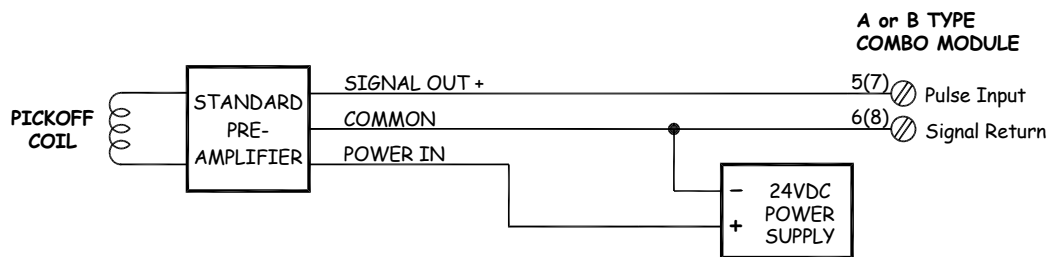 A or B TYPE
COMBO MODULE
SIGNAL OUT +
5(7)
Pulse Input
STANDARD
PRE-
AMPLIFIER
PICKOFF
COIL
COMMON
6(8)
Signal Return
POWER IN
– 24VDC
POWER
+
SUPPLY